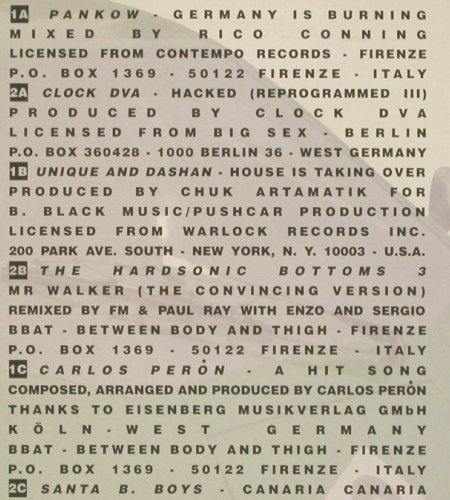 1A PANKOW - GERMANY IS BURNING
MIXED BY RICO CONNING
LICENSED FROM CONTEMPO RECORDS - FIRENZE
P.O. BOX 1369 - 50122 FIRENZE - ITALY
2A CLOCK DVA - HACKED (REPROGRAMMED III)
PRODUCED BY CLOCK DVA
LICENSED FROM BIG SEX - BERLIN
P.O. BOX 360428 - 1000 BERLIN 36 - WEST GERMANY
1B UNIQUE AND DASHAN - HOUSE IS TAKING OVER
PRODUCED BY CHUK ARTAMATIK FOR
B. BLACK MUSIC/PUSHCAR PRODUCTION
LICENSED FROM WARLOCK RECORDS INC.
200 PARK AVE. SOUTH - NEW YORK, N. Y. 10003 - U.S.A.
2B THE HARDSONIC BOTTOMS 3
MR WALKER (THE CONVINCING VERSION)
REMIXED BY FM & PAUL RAY WITH ENZO AND SERGIO
BBAT - BETWEEN BODY AND THIGH - FIRENZE
P.O. BOX 1369 - 50122 FIRENZE - ITALY
1C CARLOS PERȮN - A HIT SONG
COMPOSED, ARRANGED AND PRODUCED BY CARLOS PERȮN
THANKS TO EISENBERG MUSIKVERLAG GMbH
KÖLN - WEST GERMANY
BBAT - BETWEEN BODY AND THIGH - FIRENZE
P.O. BOX 1369 - 50122 FIRENZE - ITALY
2C SANTA B. BOYS - CANARIA CANARIA